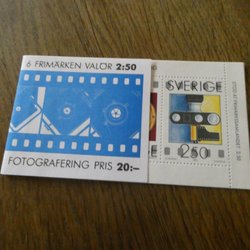 6 FRIMÄRKEN VALÖR 2:50
FOTOGRAFERING PRIS 20:–
SVERIGE
250